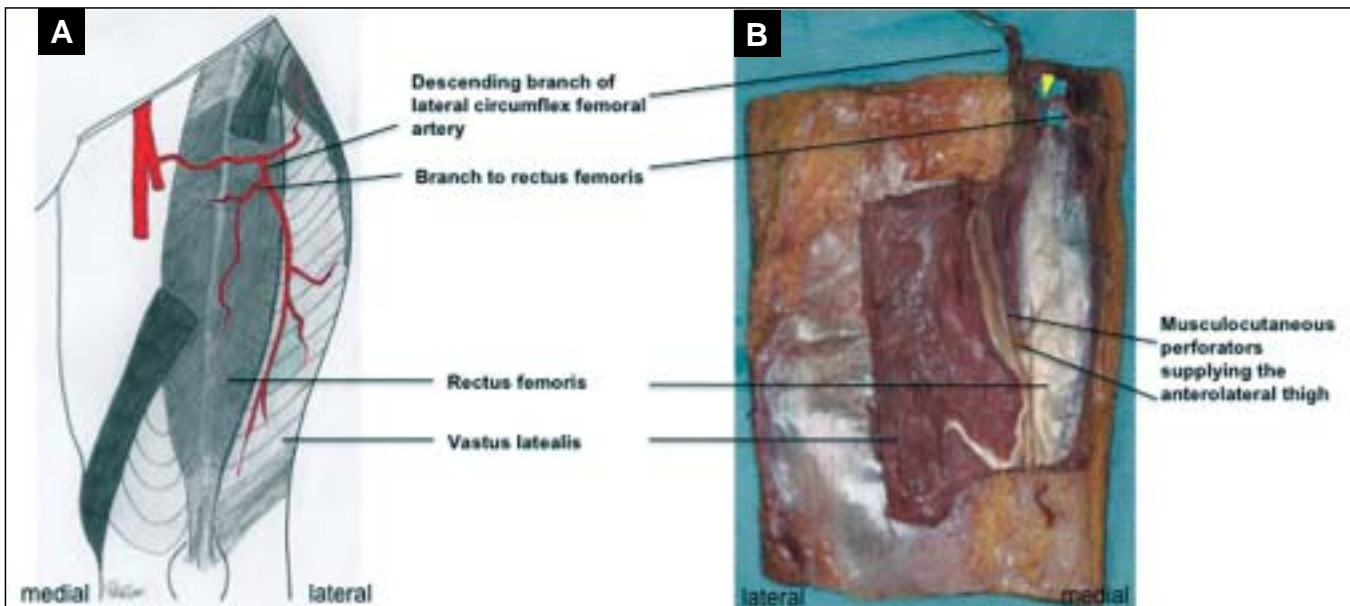 A
B
Descending branch of
lateral circumflex femoral
artery
Branch to rectus femoris
Rectus femoris
Vastus latealis
Musculocutaneous
perforators
supplying the
anterolateral thigh
medial
lateral
lateral
medial